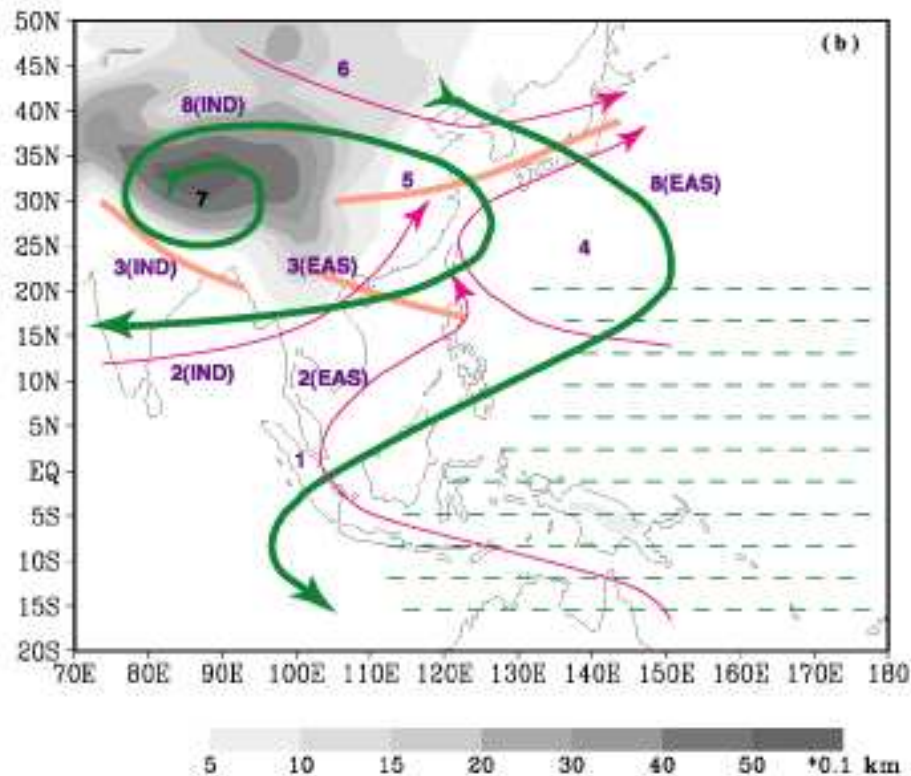 50N
(b)
45N
6
40N
8(IND)
35N
5
8(EAS)
30N
7
25N
4
3(IND)
3(EAS)
20N
15N
2(IND)
2(EAS)
10N
5N
1
EQ
5S
10S
15S
20S
70E 80E 90E 100E 110E 120E 130E 140E 150E 160E 170E 180
5 10 15 20 30 40 50 *0.1 km